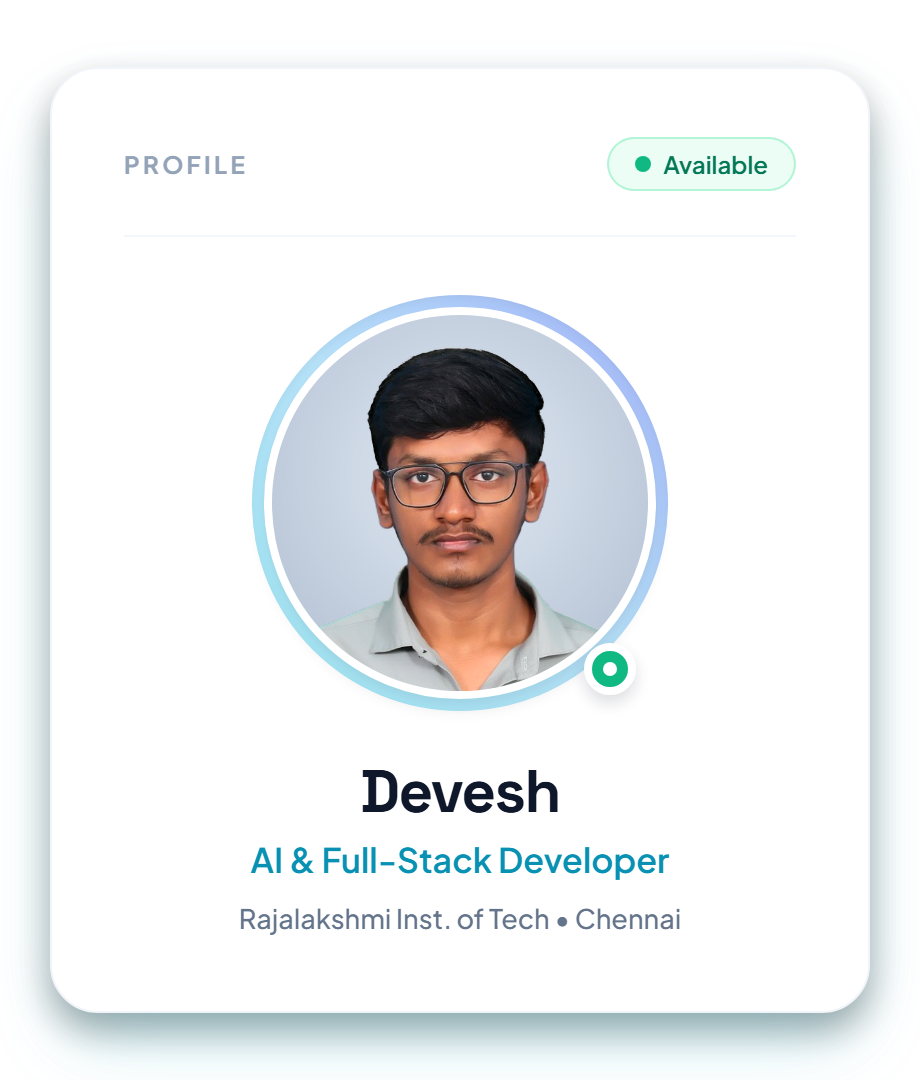 PROFILE
Available
Devesh
AI & Full-Stack Developer
Rajalakshmi Inst. of Tech • Chennai